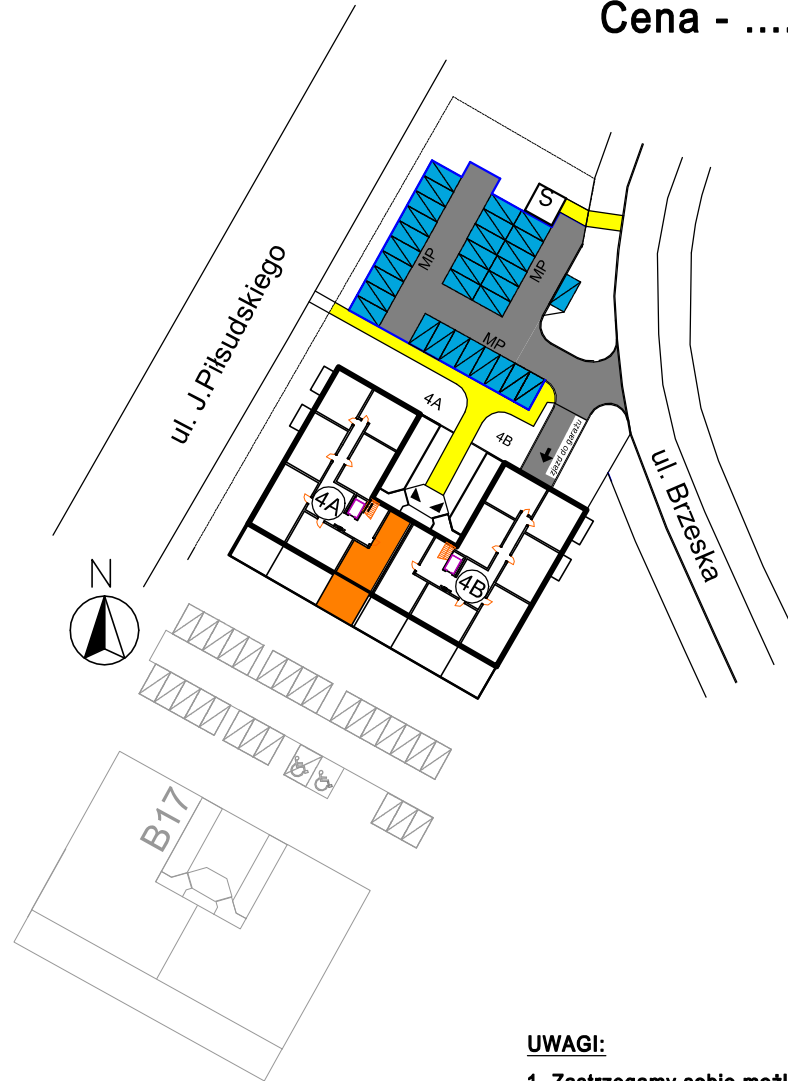 Cena - ....
S
MP
MP
MP
ul. J.Piłsudskiego
4A
4B
zjazd do garażu
ul. Brzeska
4A
4B
N
B17
UWAGI: